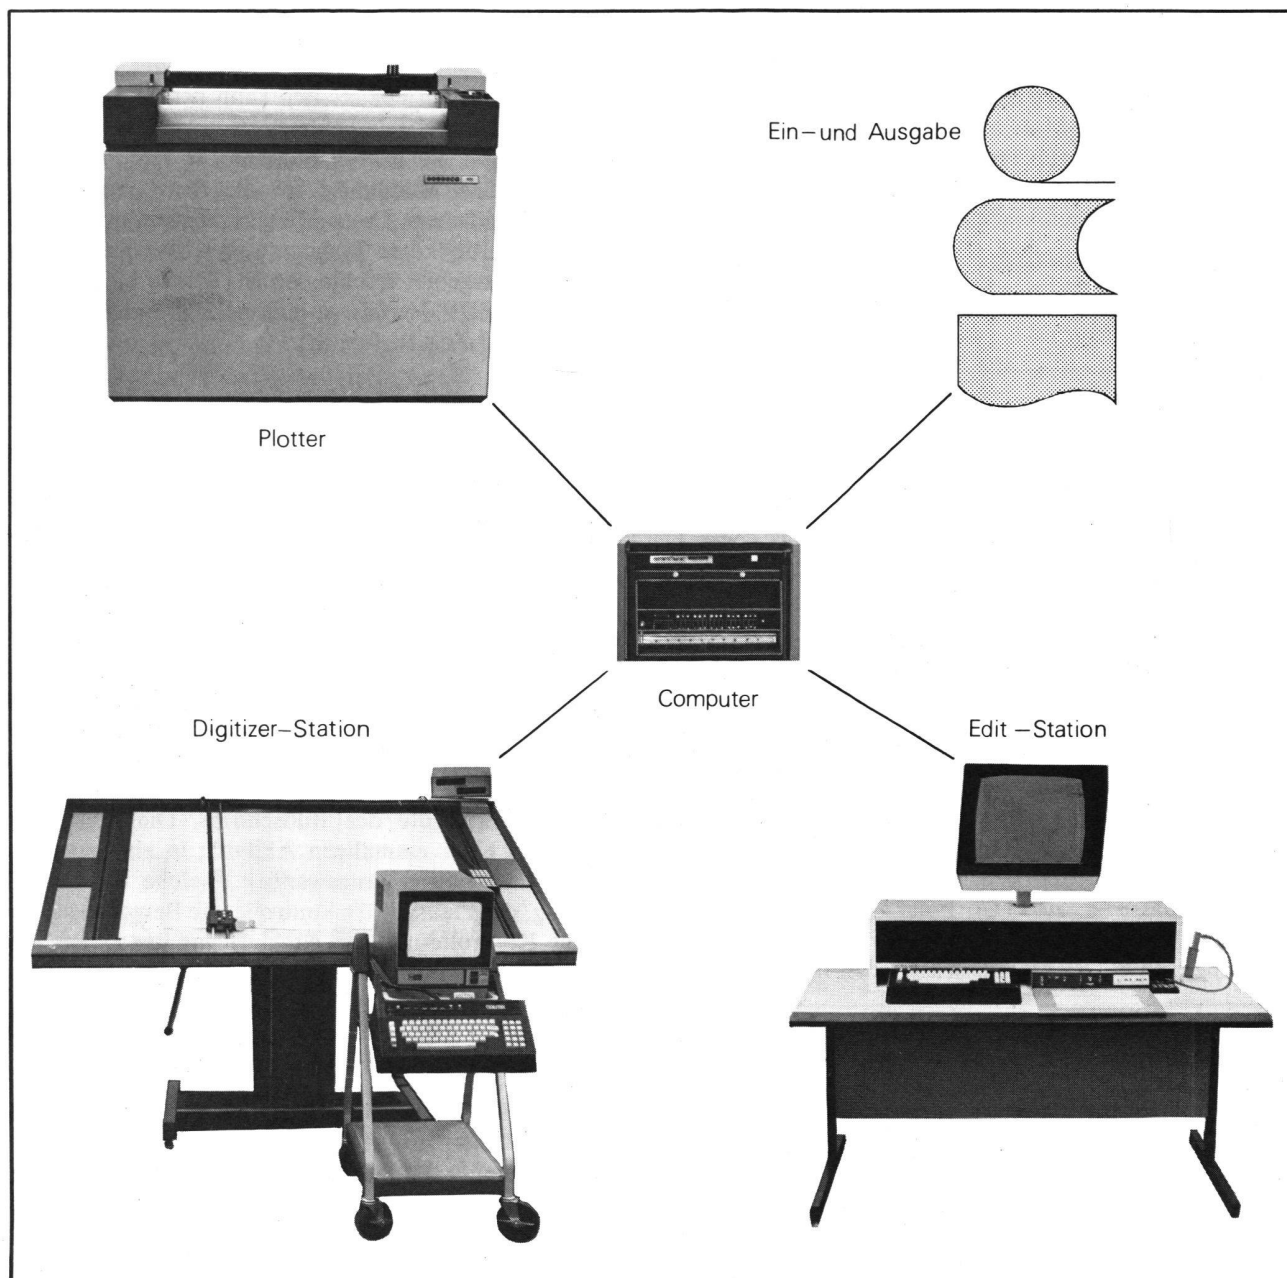 Ein-und Ausgabe
Plotter
Computer
Digitizer-Station
Edit-Station